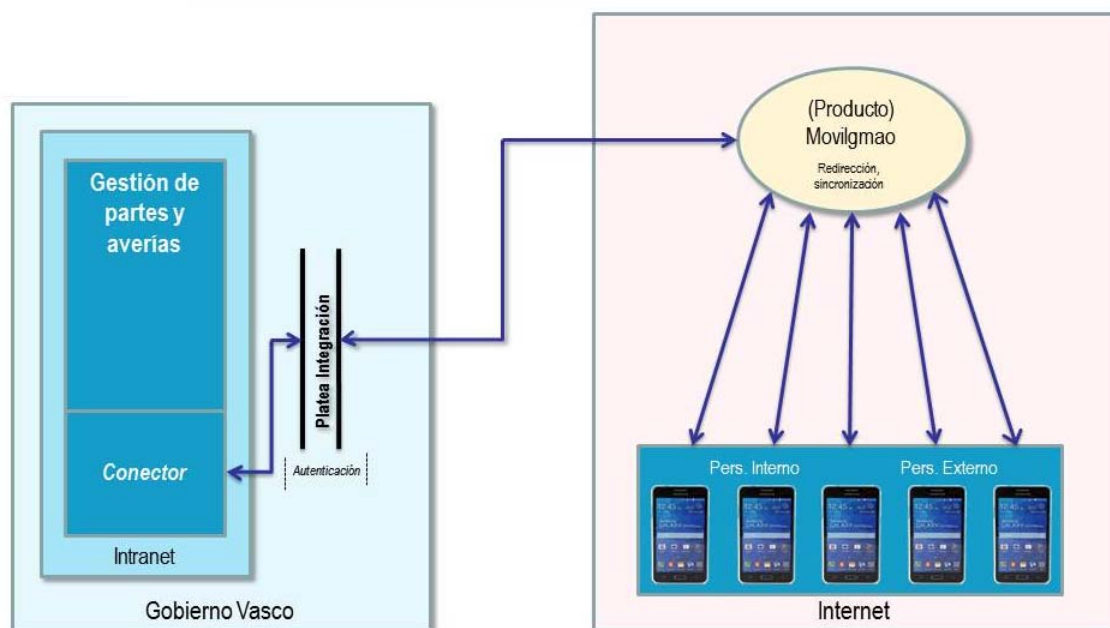 Gestión de
partes y
averías
Conector
Intranet
Gobierno Vasco
Platea Integración
Autenticación
(Producto)
Movilgmao
Redirección,
sincronización
Pers. Interno
Pers. Externo
Internet